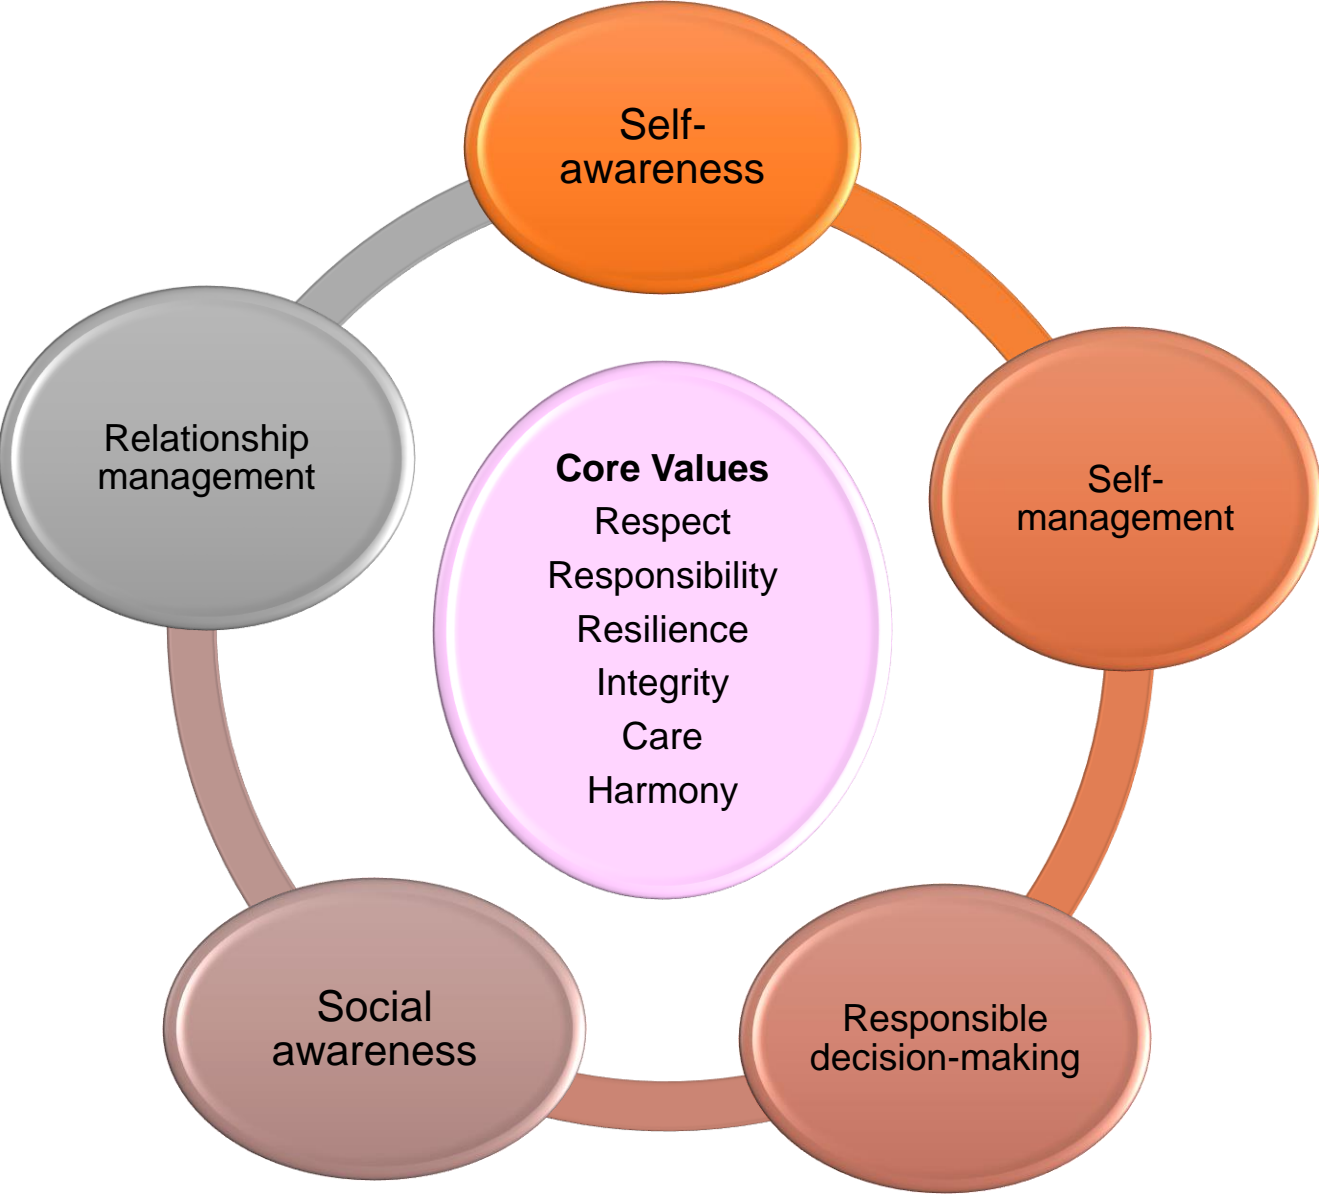 Self-
awareness
Relationship
management
Self-
management
Core Values
Respect
Responsibility
Resilience
Integrity
Care
Harmony
Social
awareness
Responsible
decision-making